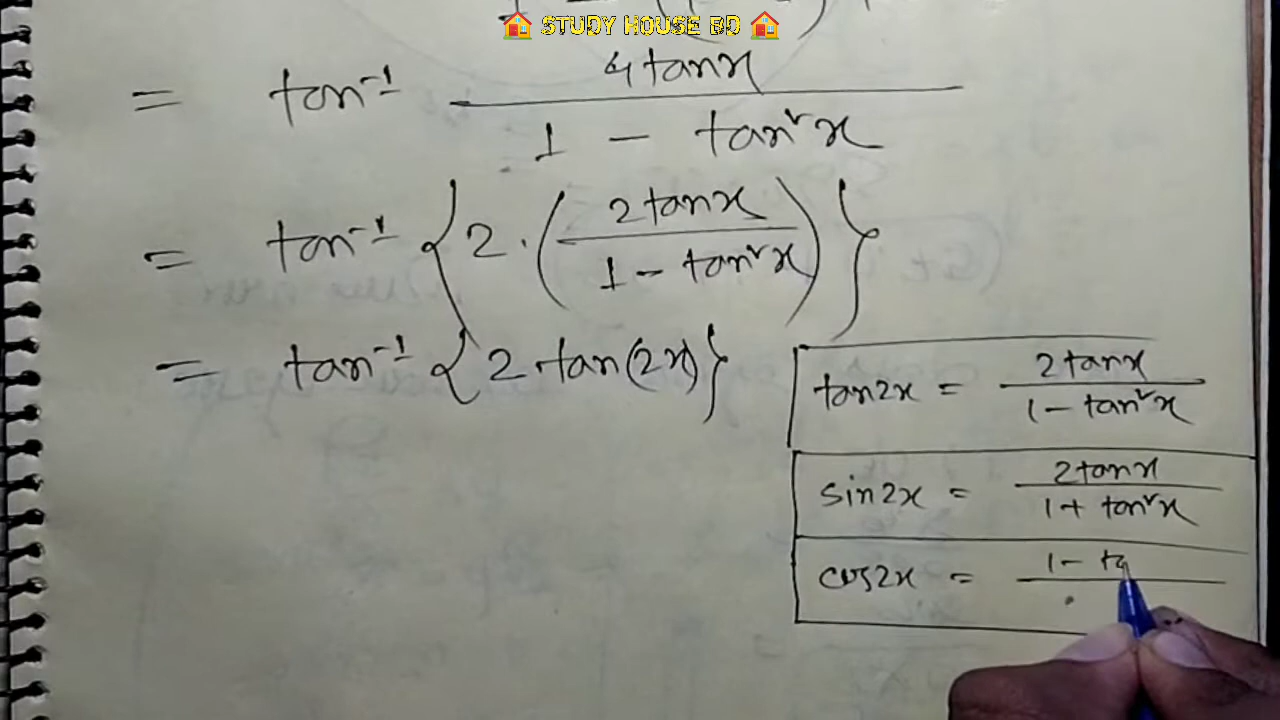 🏠 STUDY HOUSE BD 🏠
= tan⁻¹ 4tanx / 1 - tan²x
= tan⁻¹ {2. (2tanx / 1 - tan²x)}
= tan⁻¹ {2 tan(2x)}
tan2x = 2tanx / 1 - tan²x
sin2x = 2tanx / 1 + tan²x
cos2x = 1 - ta